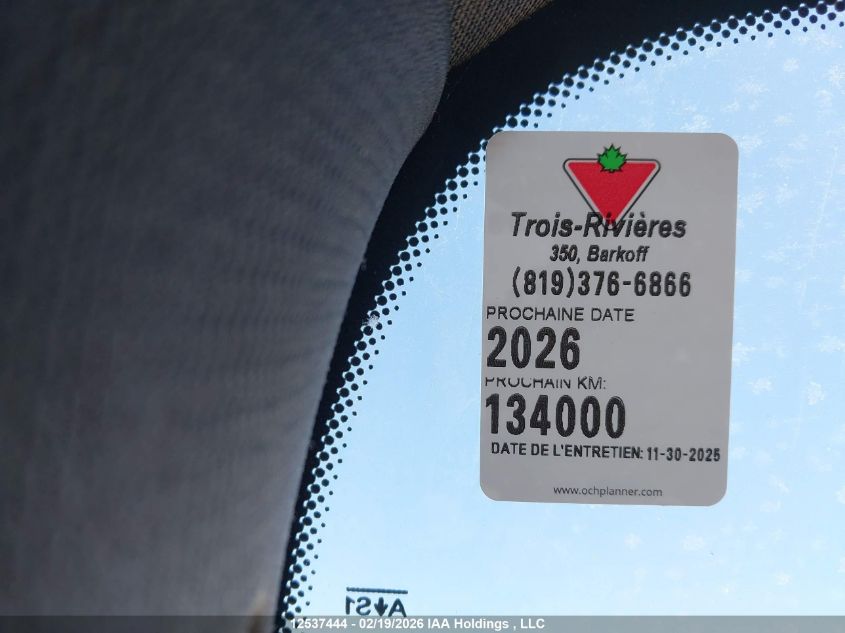 Trois-Rivières
350, Barkoff
(819)376-6866
PROCHAINE DATE
2026
PROCHAIN KM:
134000
DATE DE L'ENTRETIEN: 11-30-2025
www.ochplanner.com
AS1
12537444 - 02/19/2026 IAA Holdings , LLC